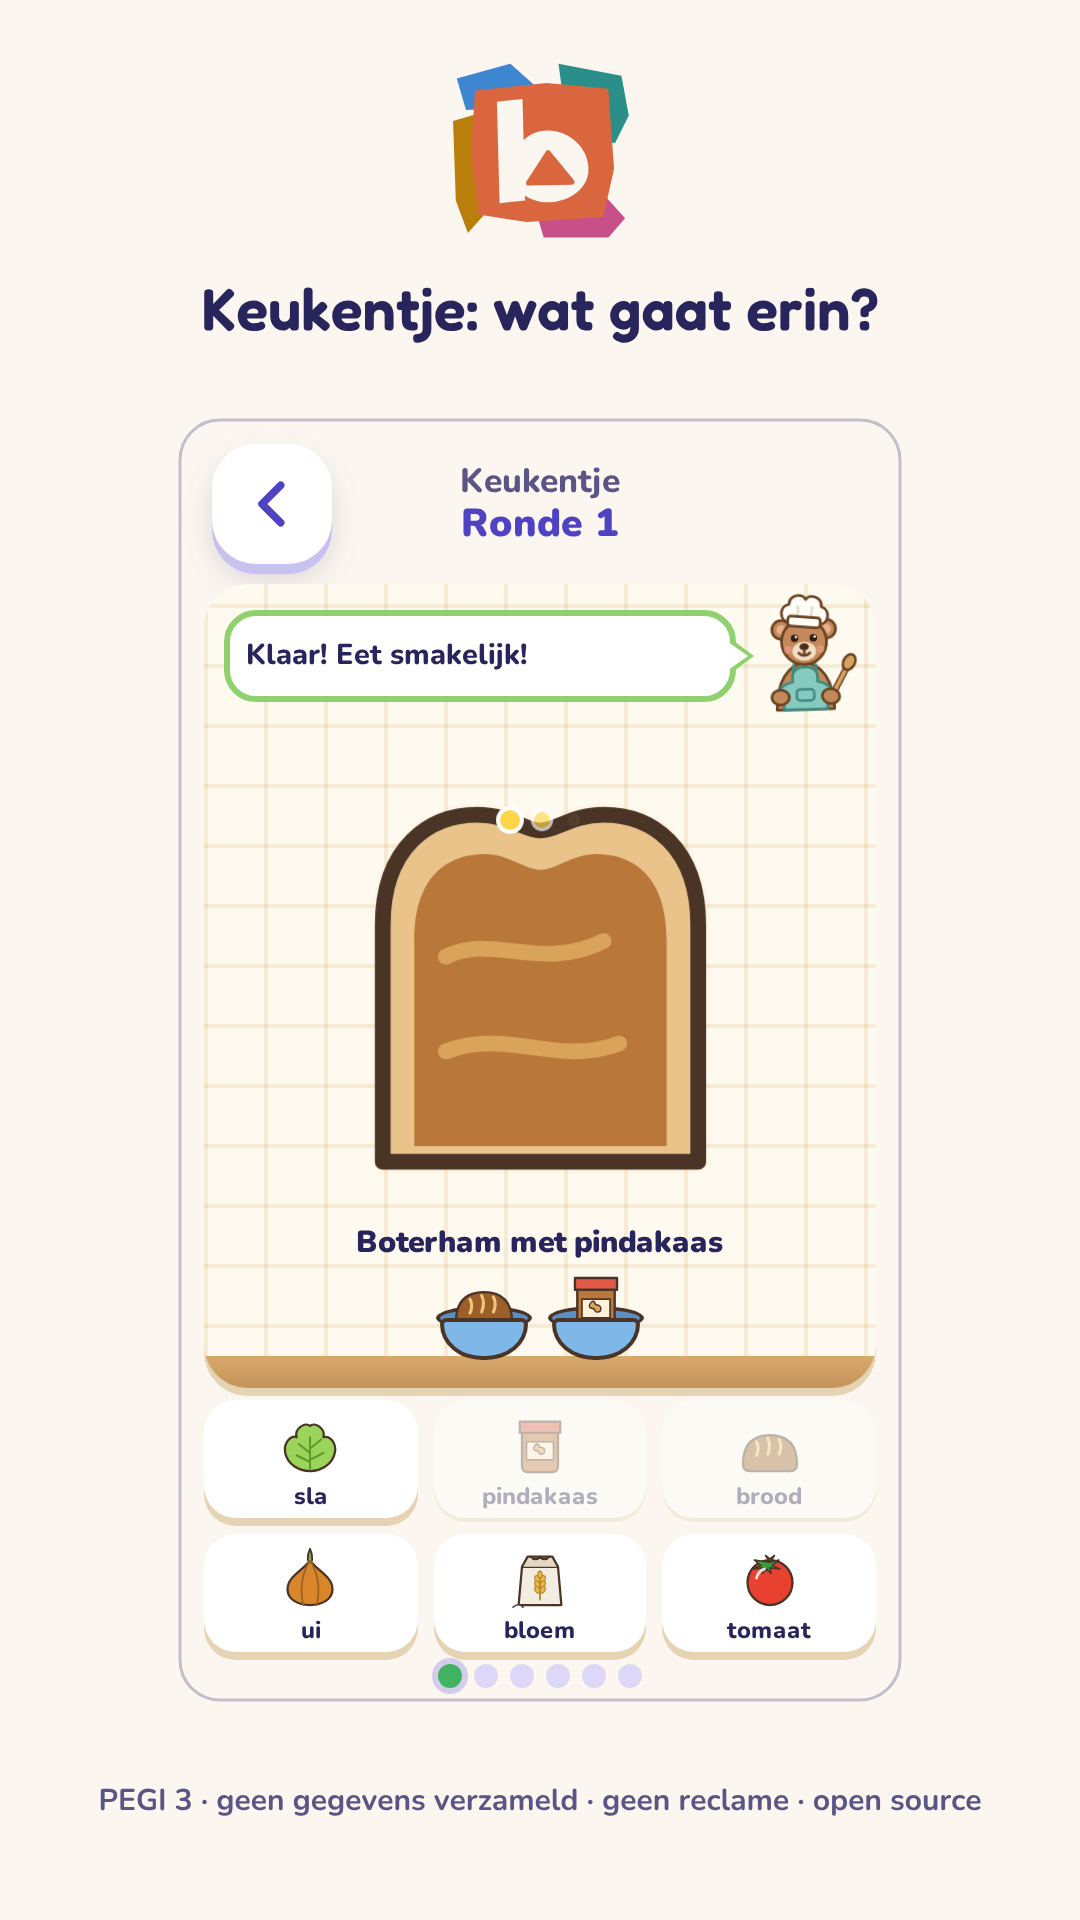 b
Keukentje: wat gaat erin?
Keukentje
Ronde 1
Klaar! Eet smakelijk!
Boterham met pindakaas
sla
pindakaas
brood
ui
bloem
tomaat
PEGI 3 · geen gegevens verzameld · geen reclame · open source